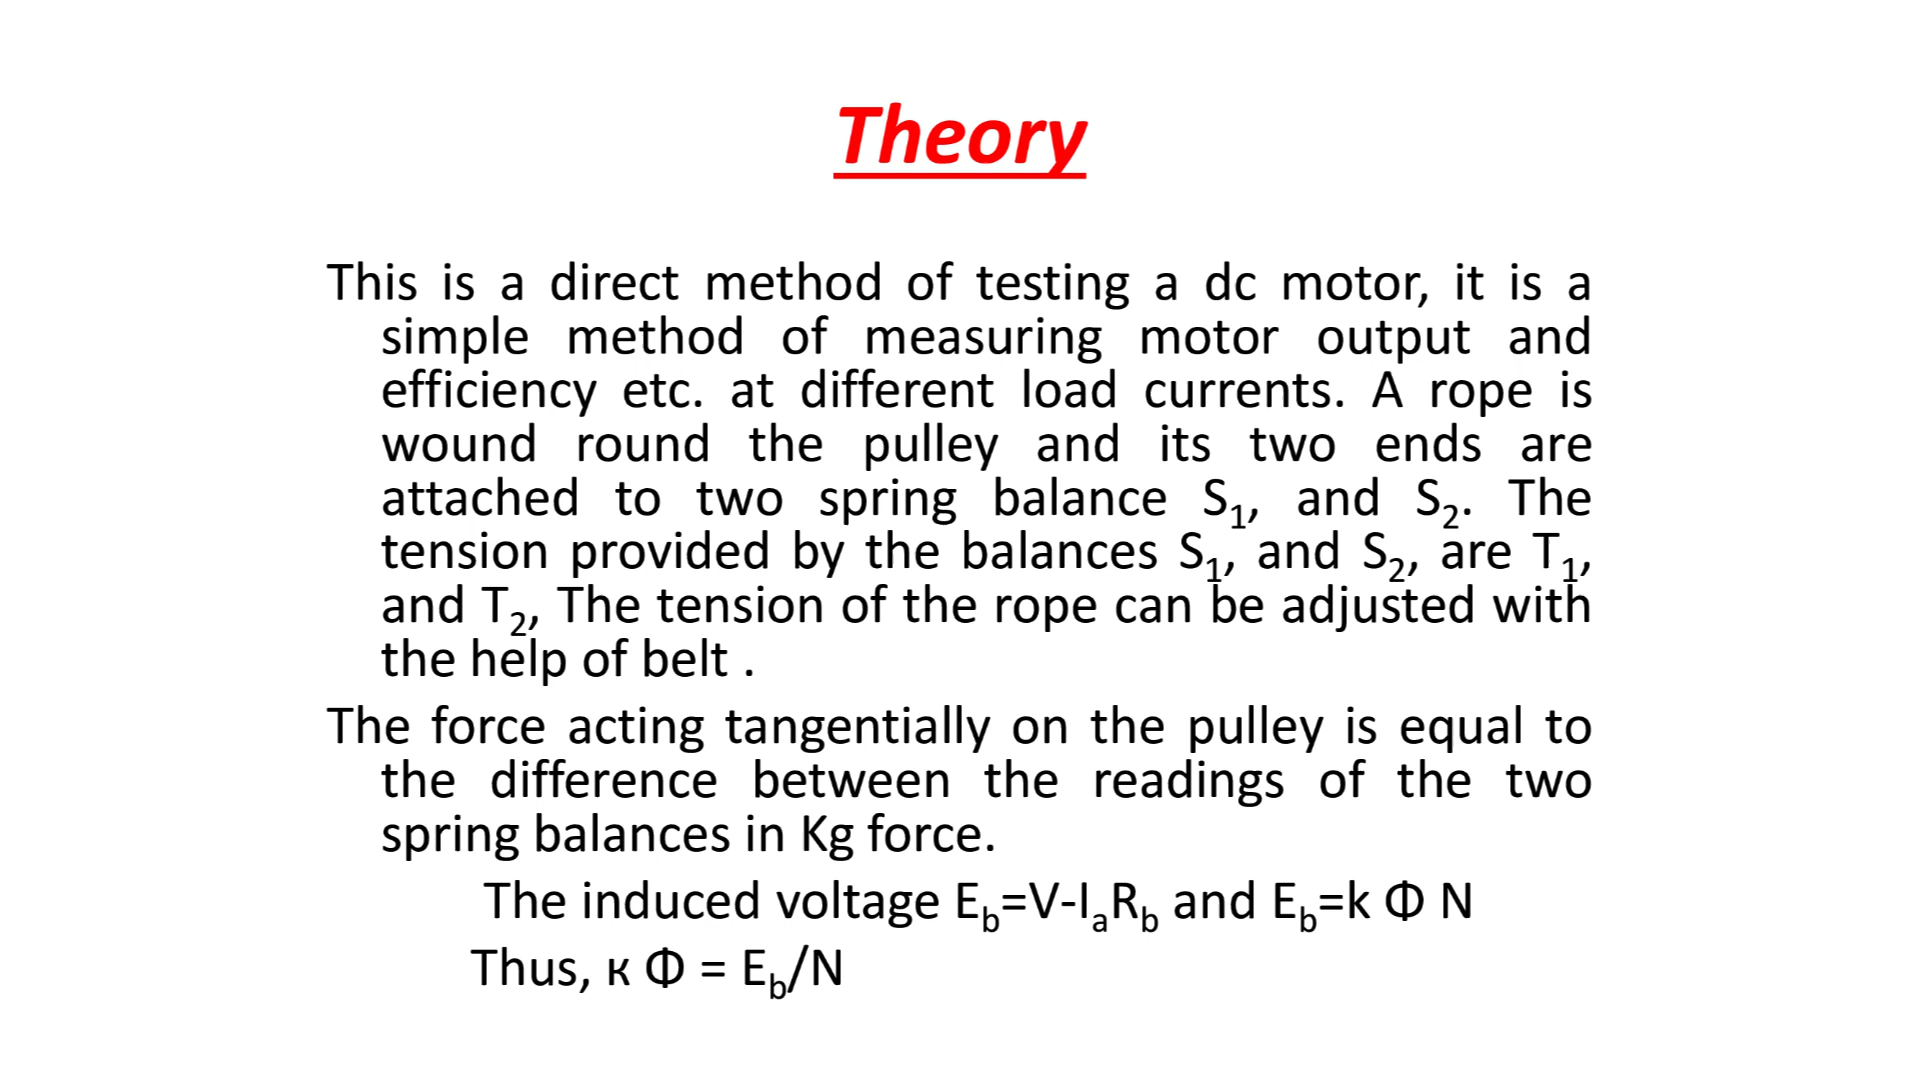 Theory
This is a direct method of testing a dc motor, it is a
simple method of measuring motor output and
efficiency etc. at different load currents. A rope is
wound round the pulley and its two ends are
attached to two spring balance S₁, and S₂. The
tension provided by the balances S₁, and S₂, are T₁,
and T₂, The tension of the rope can be adjusted with
the help of belt .
The force acting tangentially on the pulley is equal to
the difference between the readings of the two
spring balances in Kg force.
The induced voltage E_b=V-I_aR_b and E_b=k Φ N
Thus, κ Φ = E_b/N